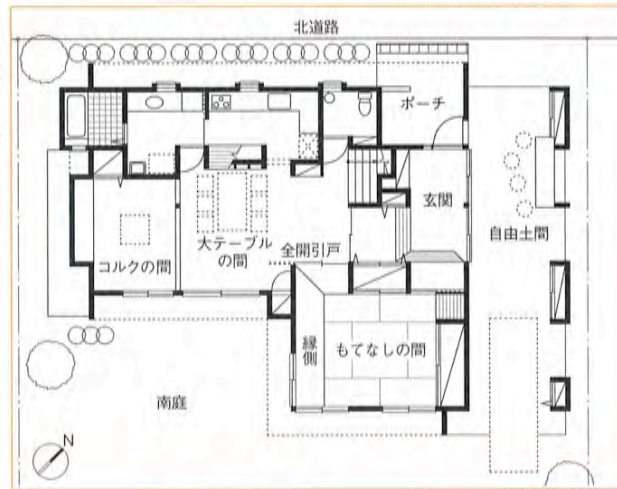 北道路
ポーチ
玄関
自由土間
大テーブル
の間
全開引戸
コルクの間
縁側
もてなしの間
南庭
N